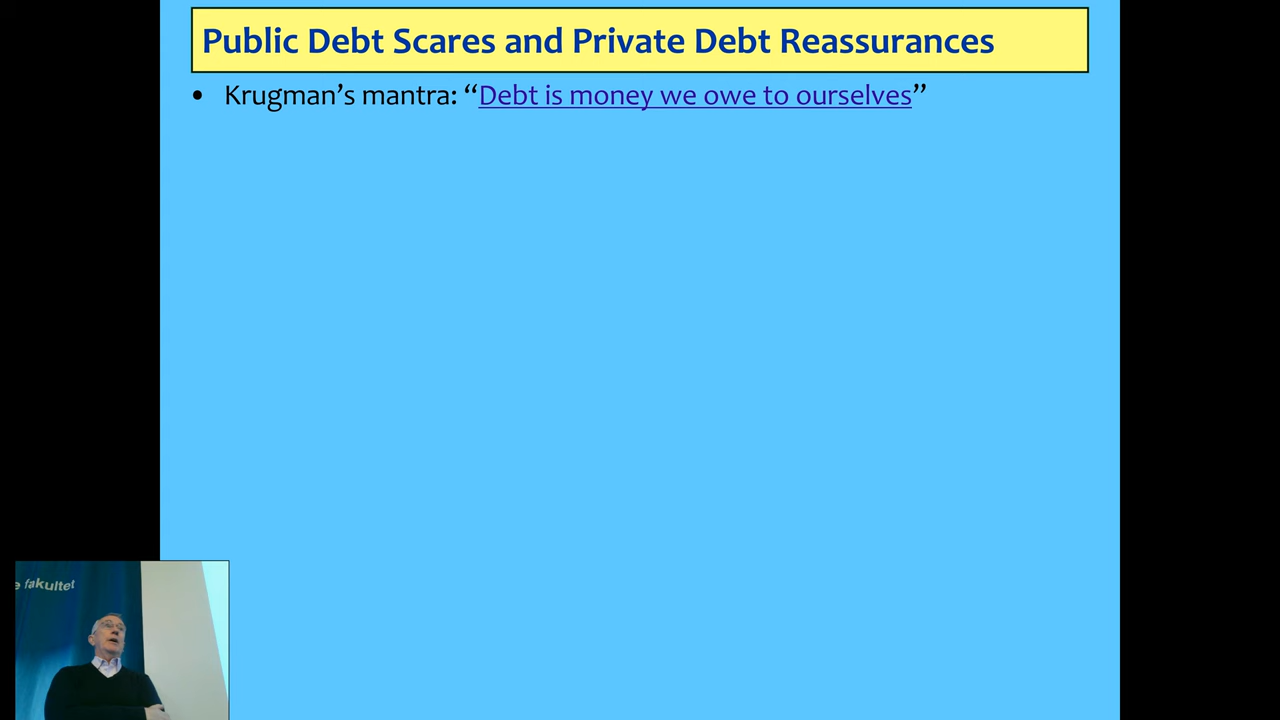 Public Debt Scares and Private Debt Reassurances
• Krugman’s mantra: “Debt is money we owe to ourselves”
e fakultet